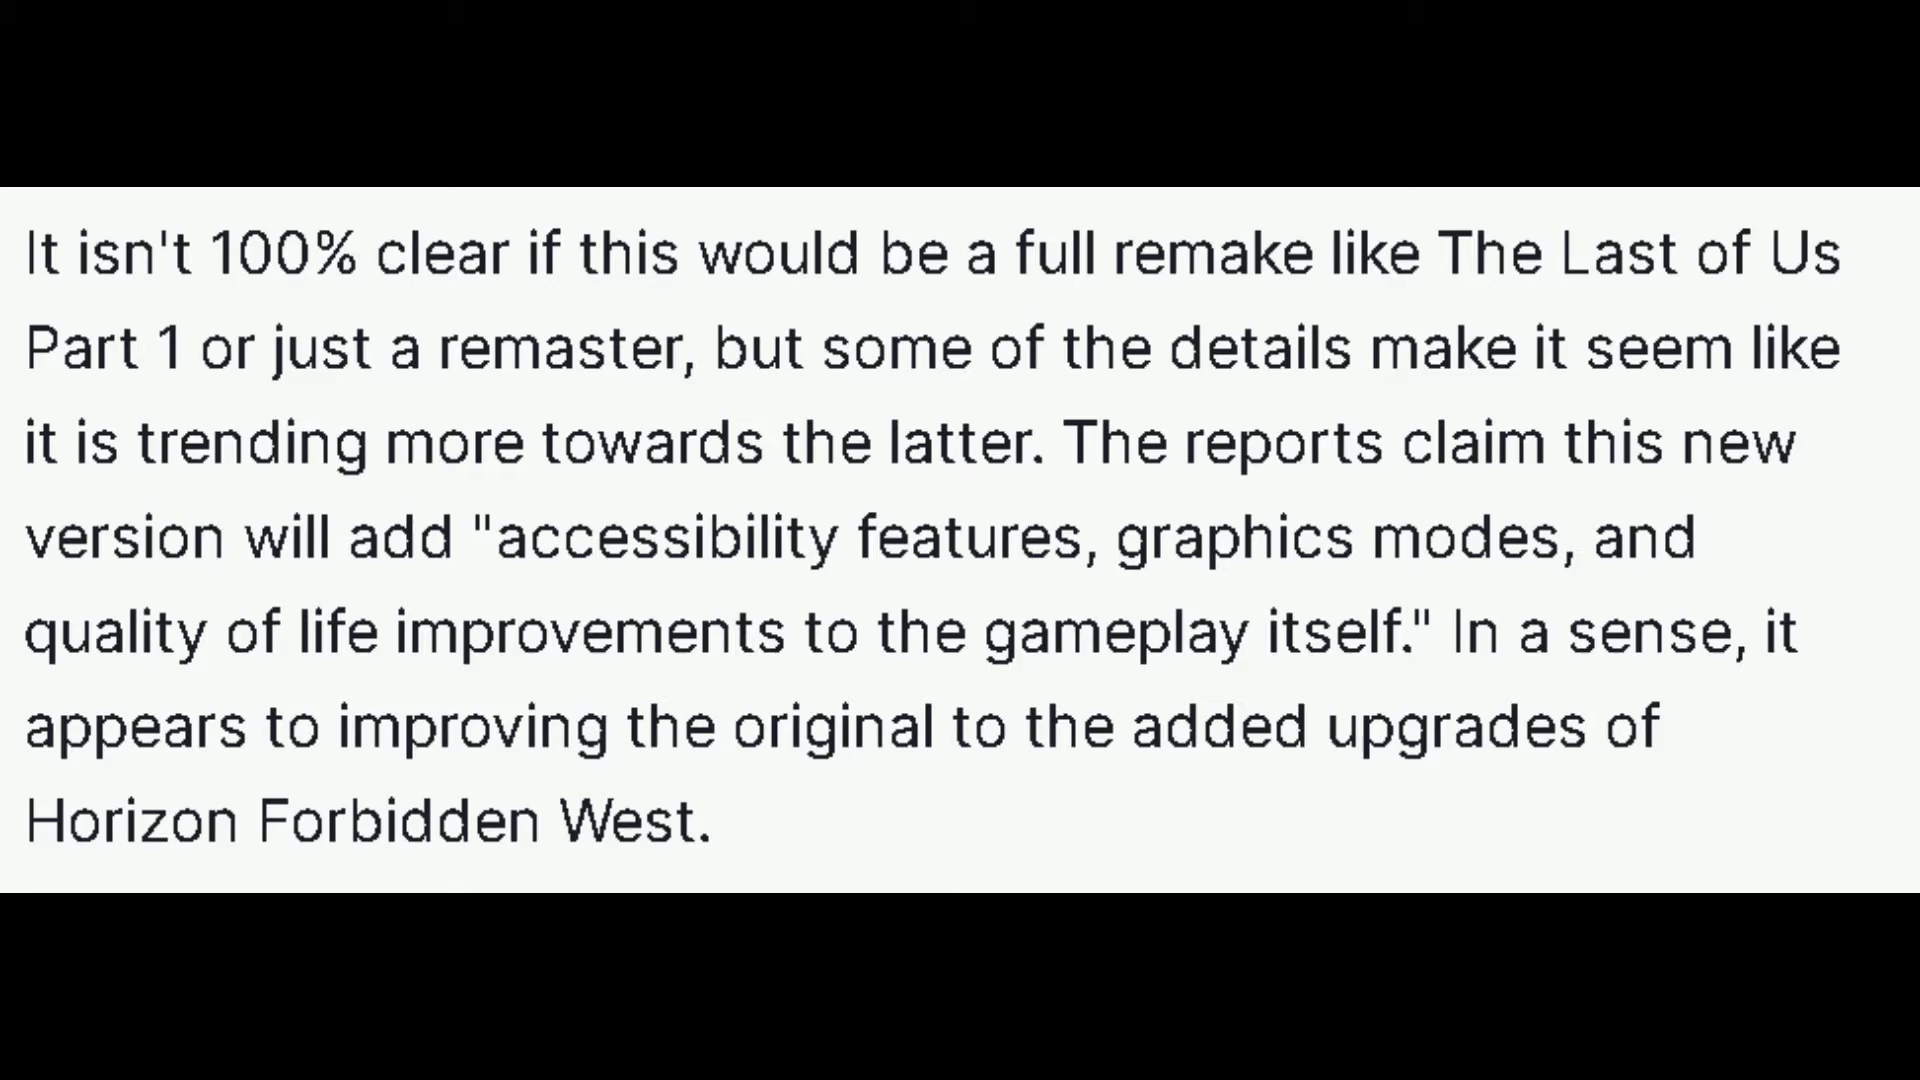 It isn't 100% clear if this would be a full remake like The Last of Us
Part 1 or just a remaster, but some of the details make it seem like
it is trending more towards the latter. The reports claim this new
version will add "accessibility features, graphics modes, and
quality of life improvements to the gameplay itself." In a sense, it
appears to improving the original to the added upgrades of
Horizon Forbidden West.